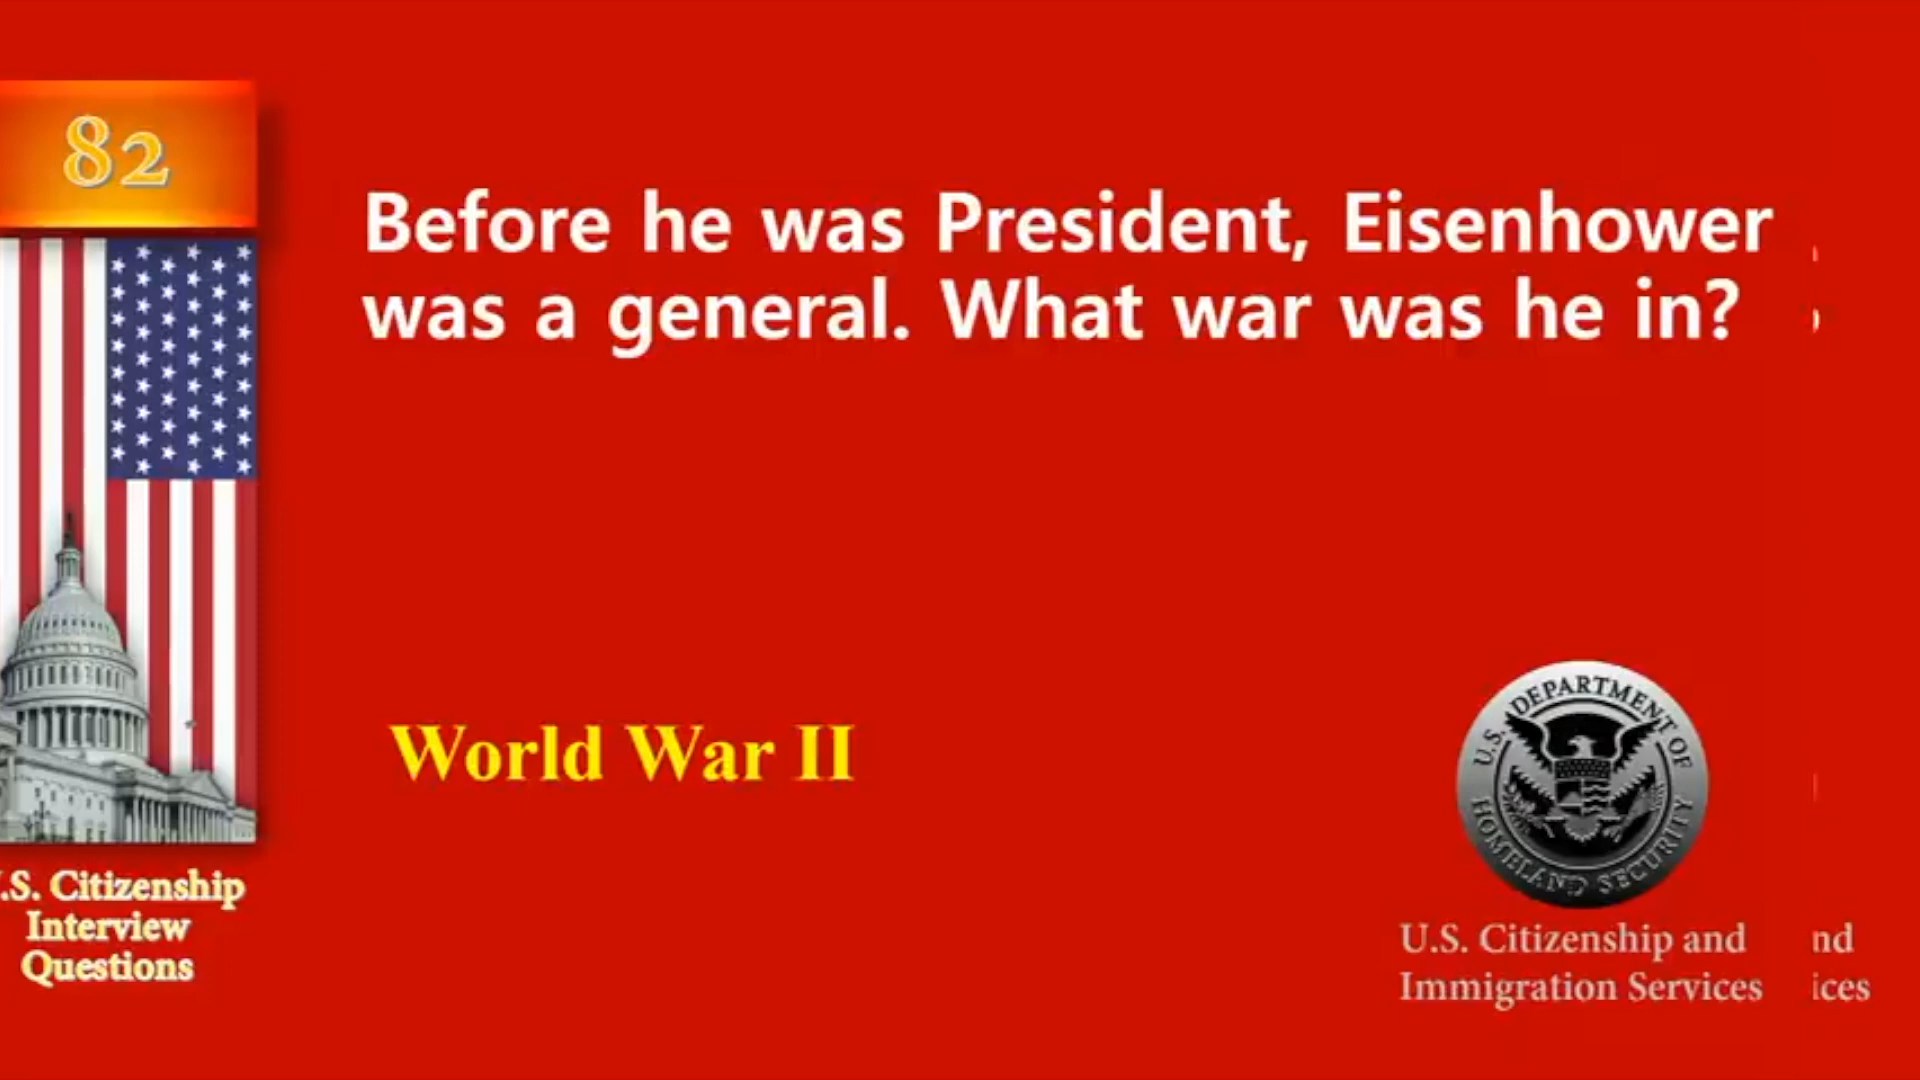 82
Before he was President, Eisenhower
was a general. What war was he in?
World War II
.S. Citizenship
Interview
Questions
U.S. DEPARTMENT OF
HOMELAND SECURITY
U.S. Citizenship and
Immigration Services
nd
ices